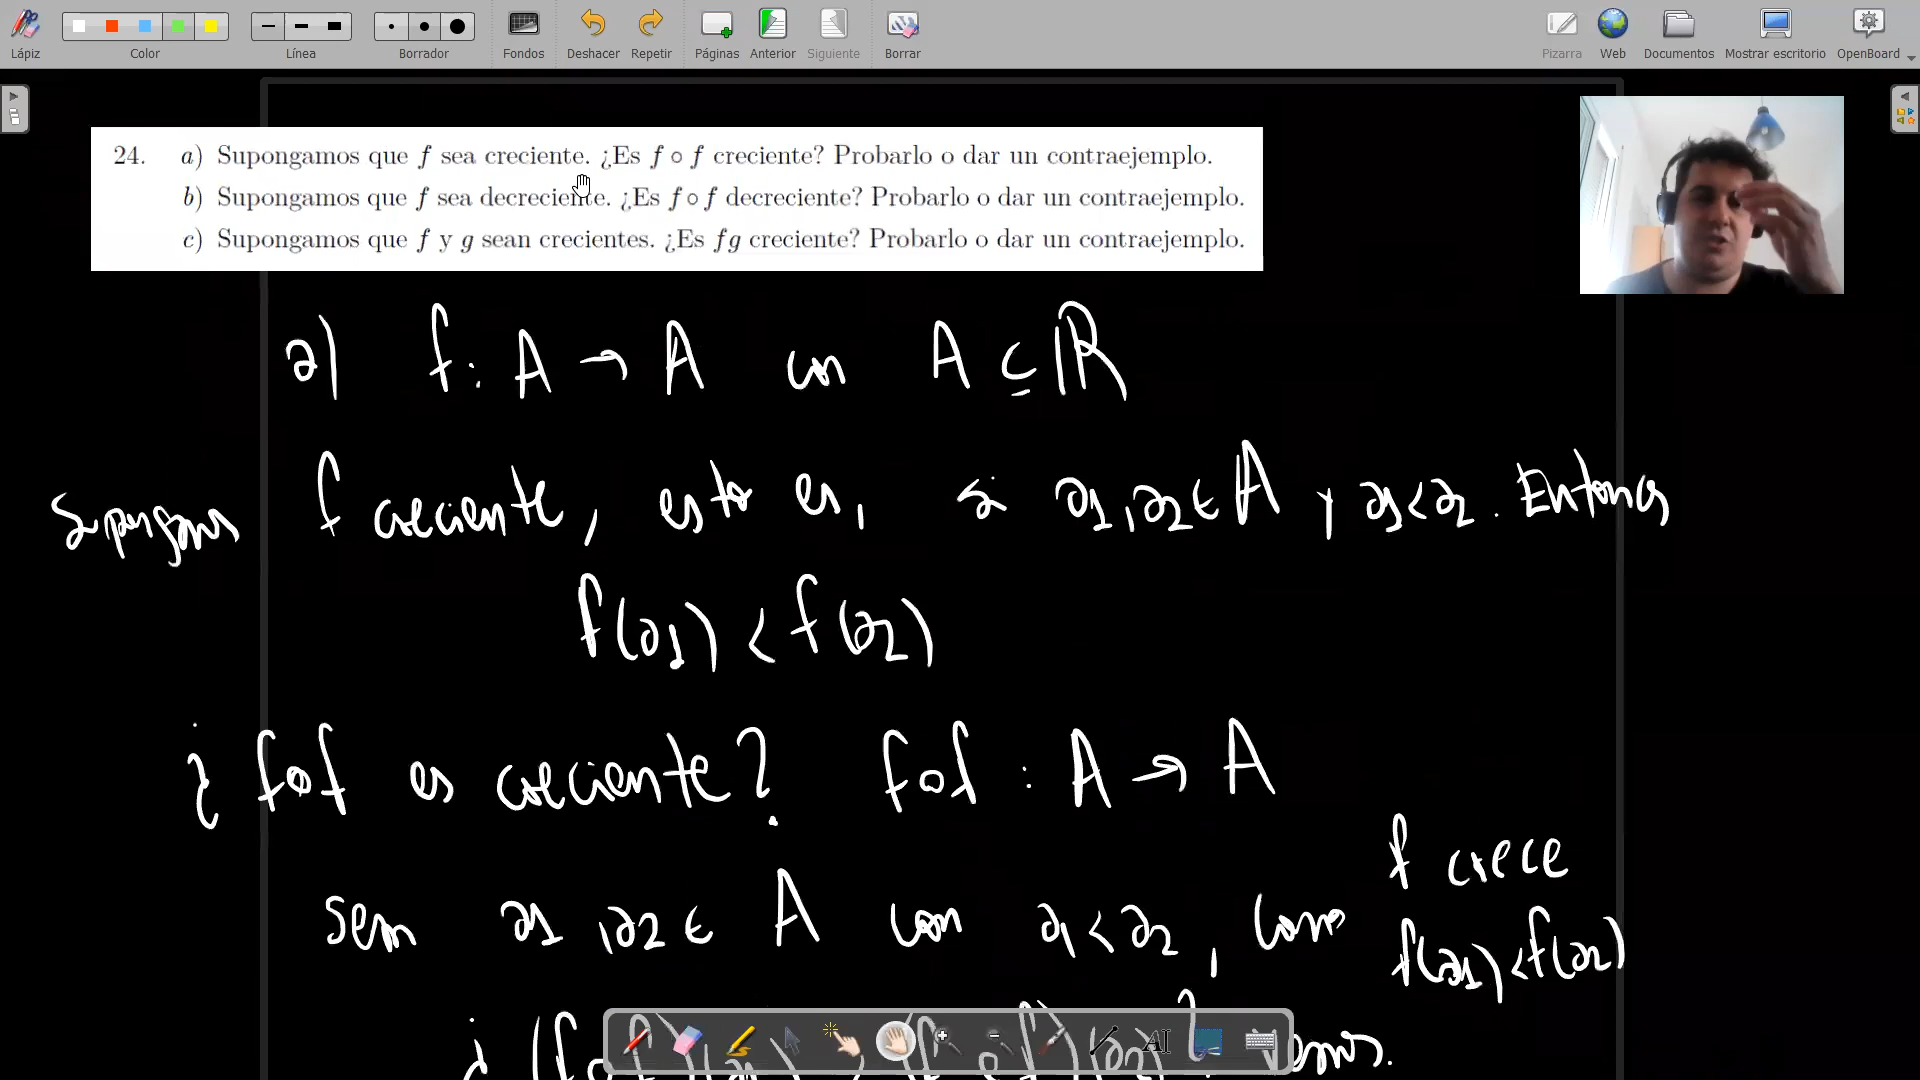 Lápiz Color Línea Borrador Fondos Deshacer Repetir Páginas Anterior Siguiente Borrar Pizarra Web Documentos Mostrar escritorio OpenBoard
24. a) Supongamos que f sea creciente. ¿Es f ∘ f creciente? Probarlo o dar un contraejemplo.
b) Supongamos que f sea decreciente. ¿Es f ∘ f decreciente? Probarlo o dar un contraejemplo.
c) Supongamos que f y g sean crecientes. ¿Es fg creciente? Probarlo o dar un contraejemplo.
a) f : A → A con A ⊆ ℝ
Supongamos f creciente, esto es, si a1, a2 ∈ A y a1 < a2. Entonces
f(a1) < f(a2)
¿ f∘f es creciente? f∘f : A → A
Sean a1, a2 ∈ A con a1 < a2, como f crece
f(a1) < f(a2)